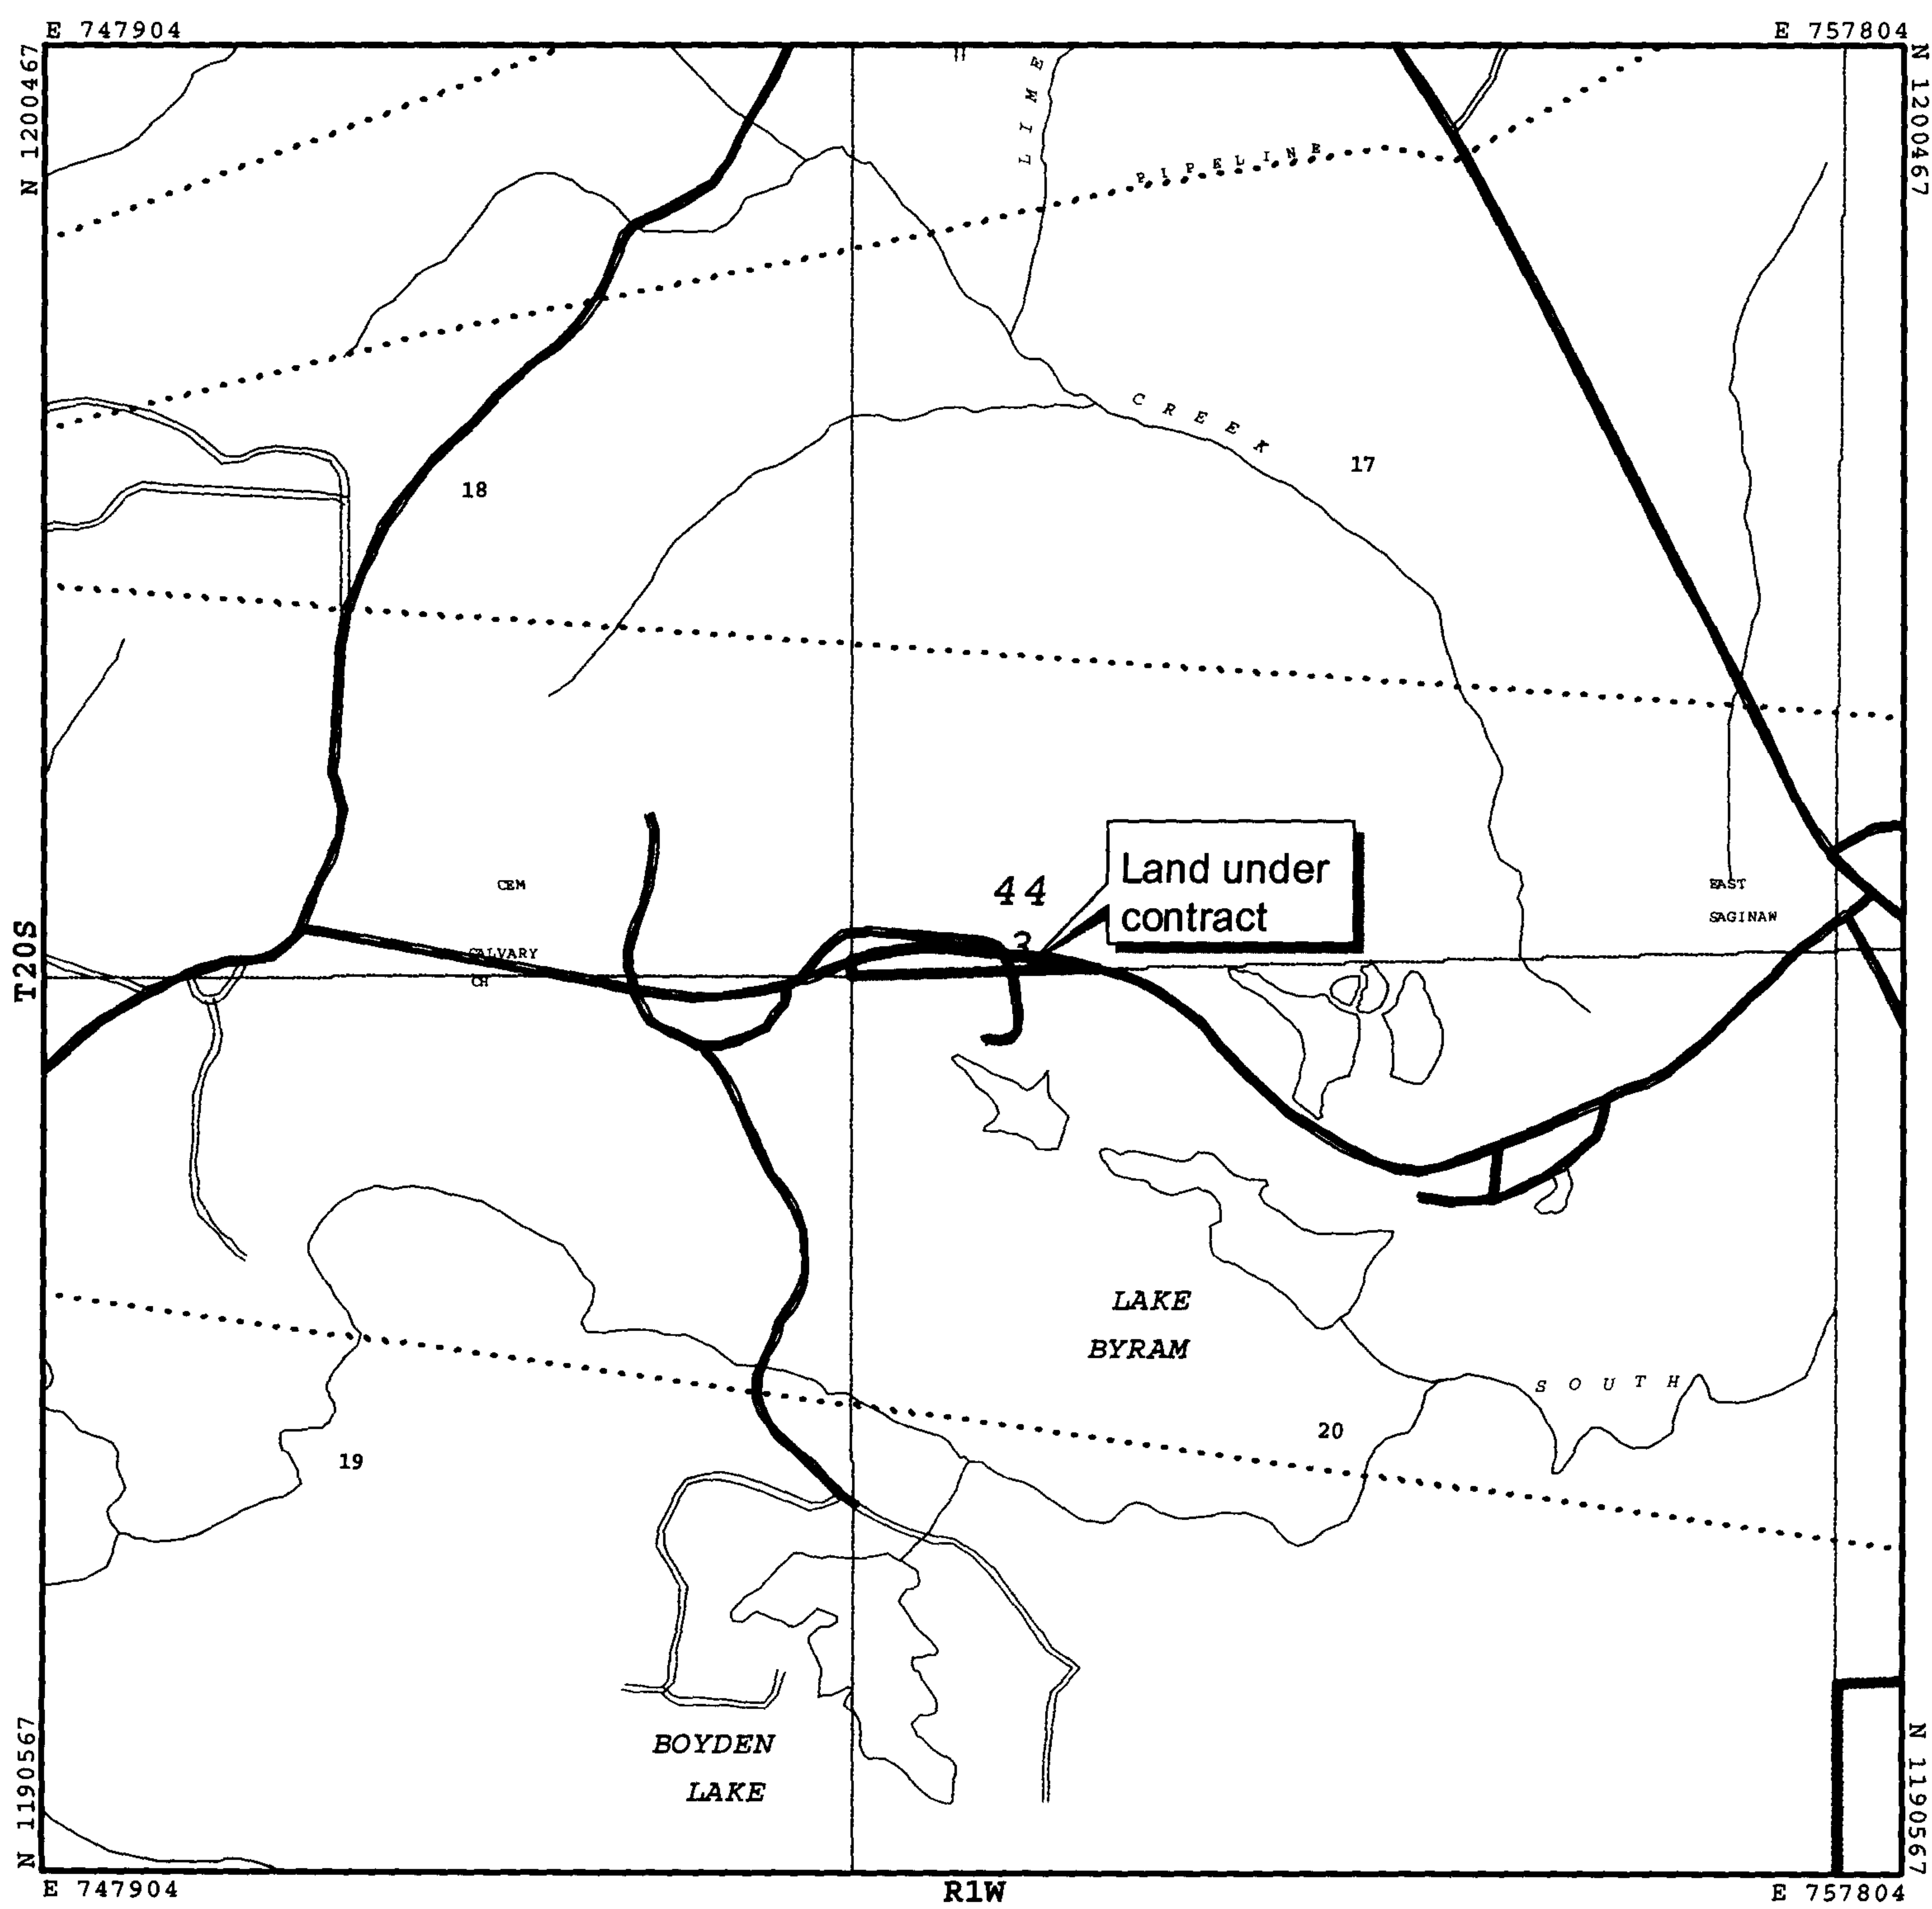 E 747904
E 757804
N 1200467
N 1200467
LIME
PIPELINE
CREEK
17
18
Land under
contract
44
3
CEM
EAST
SAGINAW
CALVARY
CH
T20S
LAKE
BYRAM
SOUTH
20
19
BOYDEN
LAKE
N 1190567
N 1190567
E 747904
R1W
E 757804